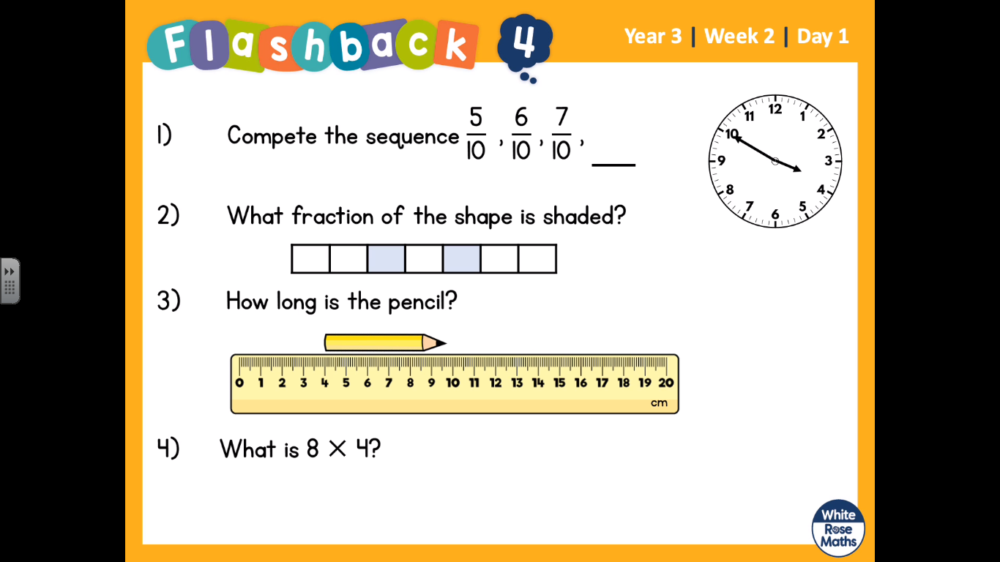 Flashback 4
Year 3 | Week 2 | Day 1
1) Compete the sequence 5/10 , 6/10 , 7/10 , ___
2) What fraction of the shape is shaded?
3) How long is the pencil?
0 1 2 3 4 5 6 7 8 9 10 11 12 13 14 15 16 17 18 19 20
cm
4) What is 8 × 4?
12
1
2
3
4
5
6
7
8
9
10
11
White
Rose
Maths